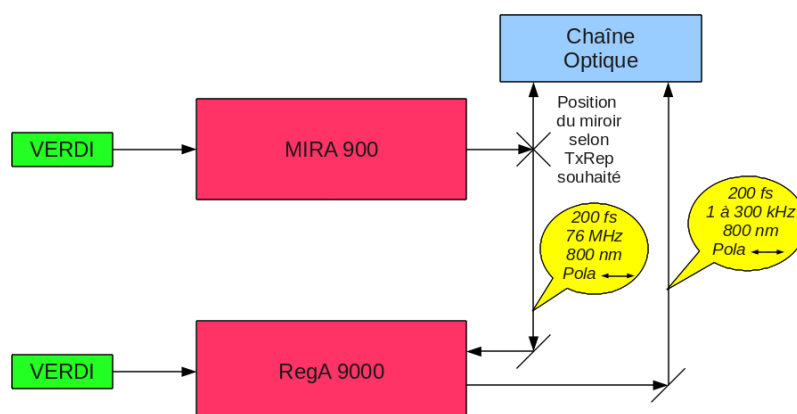 Chaîne
Optique
Position
du miroir
selon
TxRep
souhaité
VERDI
MIRA 900
200 fs
76 MHz
800 nm
Pola
200 fs
1 à 300 kHz
800 nm
Pola
VERDI
RegA 9000